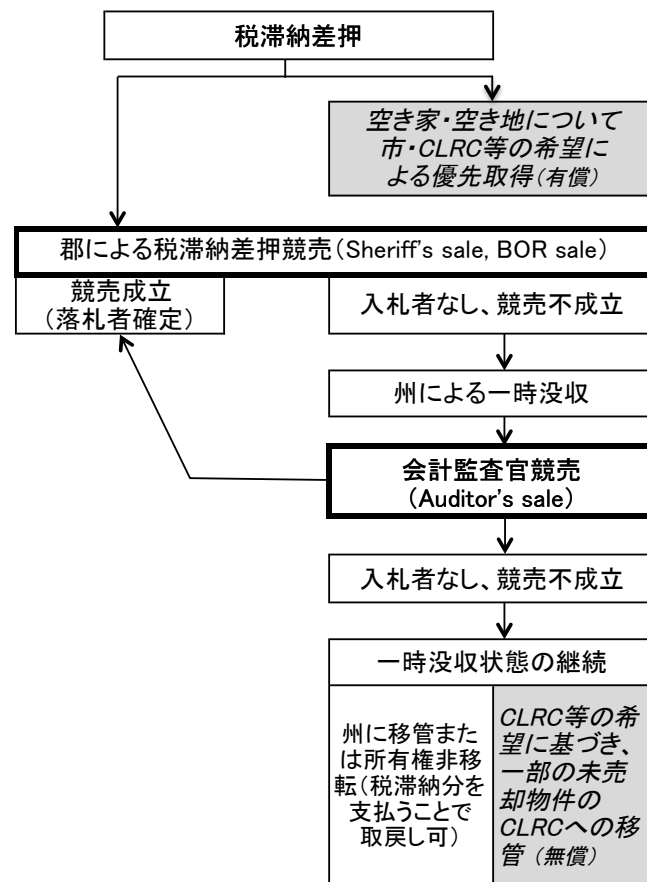 税滞納差押
空き家・空き地について
市・CLRC等の希望に
よる優先取得（有償）
郡による税滞納差押競売（Sheriff's sale, BOR sale）
競売成立
（落札者確定）
入札者なし、競売不成立
州による一時没収
会計監査官競売
（Auditor's sale）
入札者なし、競売不成立
一時没収状態の継続
州に移管また
は所有権非移
転（税滞納分を
支払うことで
取戻し可）
CLRC等の希
望に基づき、
一部の未売
却物件の
CLRCへの移
管（無償）